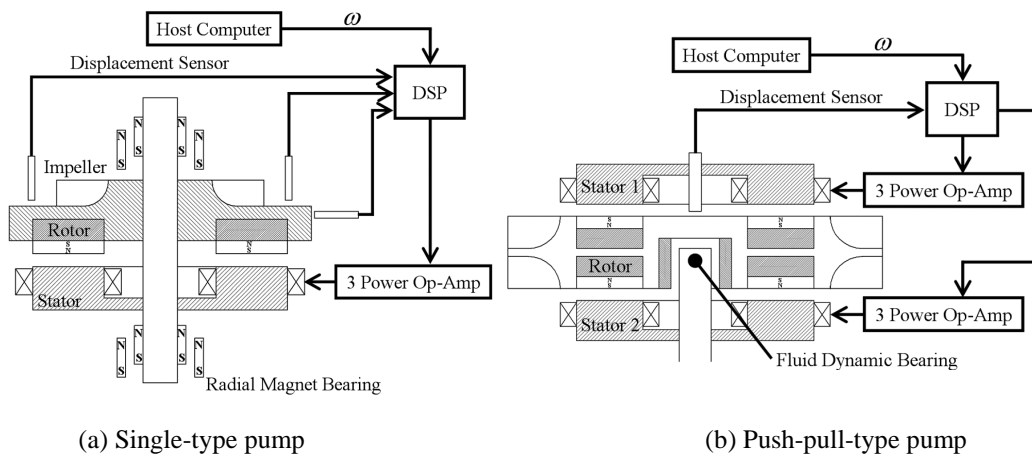 Host Computer
ω
Displacement Sensor
DSP
N S
N S
N S
N S
Impeller
Rotor
S N
S N
Stator
3 Power Op-Amp
N S
N S
N S
N S
Radial Magnet Bearing
(a) Single-type pump
Host Computer
ω
Displacement Sensor
DSP
Stator 1
3 Power Op-Amp
S N
S N
Rotor
S N
S N
Stator 2
3 Power Op-Amp
Fluid Dynamic Bearing
(b) Push-pull-type pump